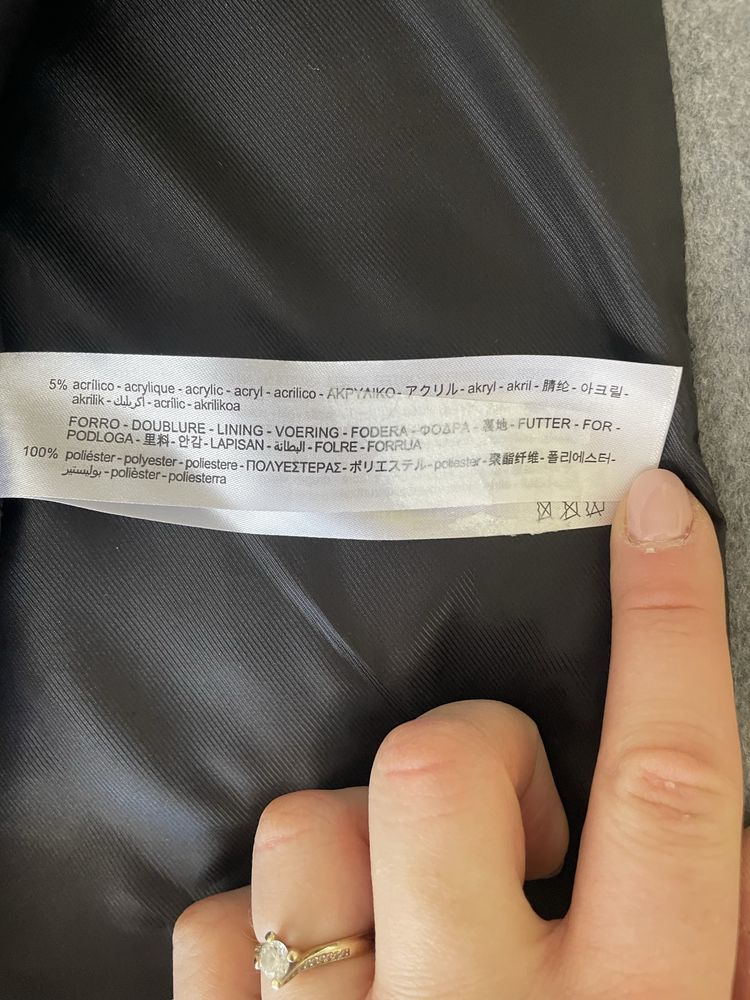 5% acrílico - acrylique - acrylic - acryl - acrilico - ΑΚΡΥΛΙΚΟ - アクリル - akryl - akril - 腈纶 - 아크릴 -
akrilik - أكريليك - acrílic - akrilikoa
FORRO - DOUBLURE - LINING - VOERING - FODERA - ΦΟΔΡΑ - 裏地 - FUTTER - FOR -
PODLOGA - 里料 - 안감 - LAPISAN - البطانة - FOLRE - FORRUA
100% poliéster - polyester - poliestere - ΠΟΛΥΕΣΤΕΡΑΣ - ポリエステル - poliester - 聚酯纤维 - 폴리에스터 -
بوليستير - polièster - poliesterra